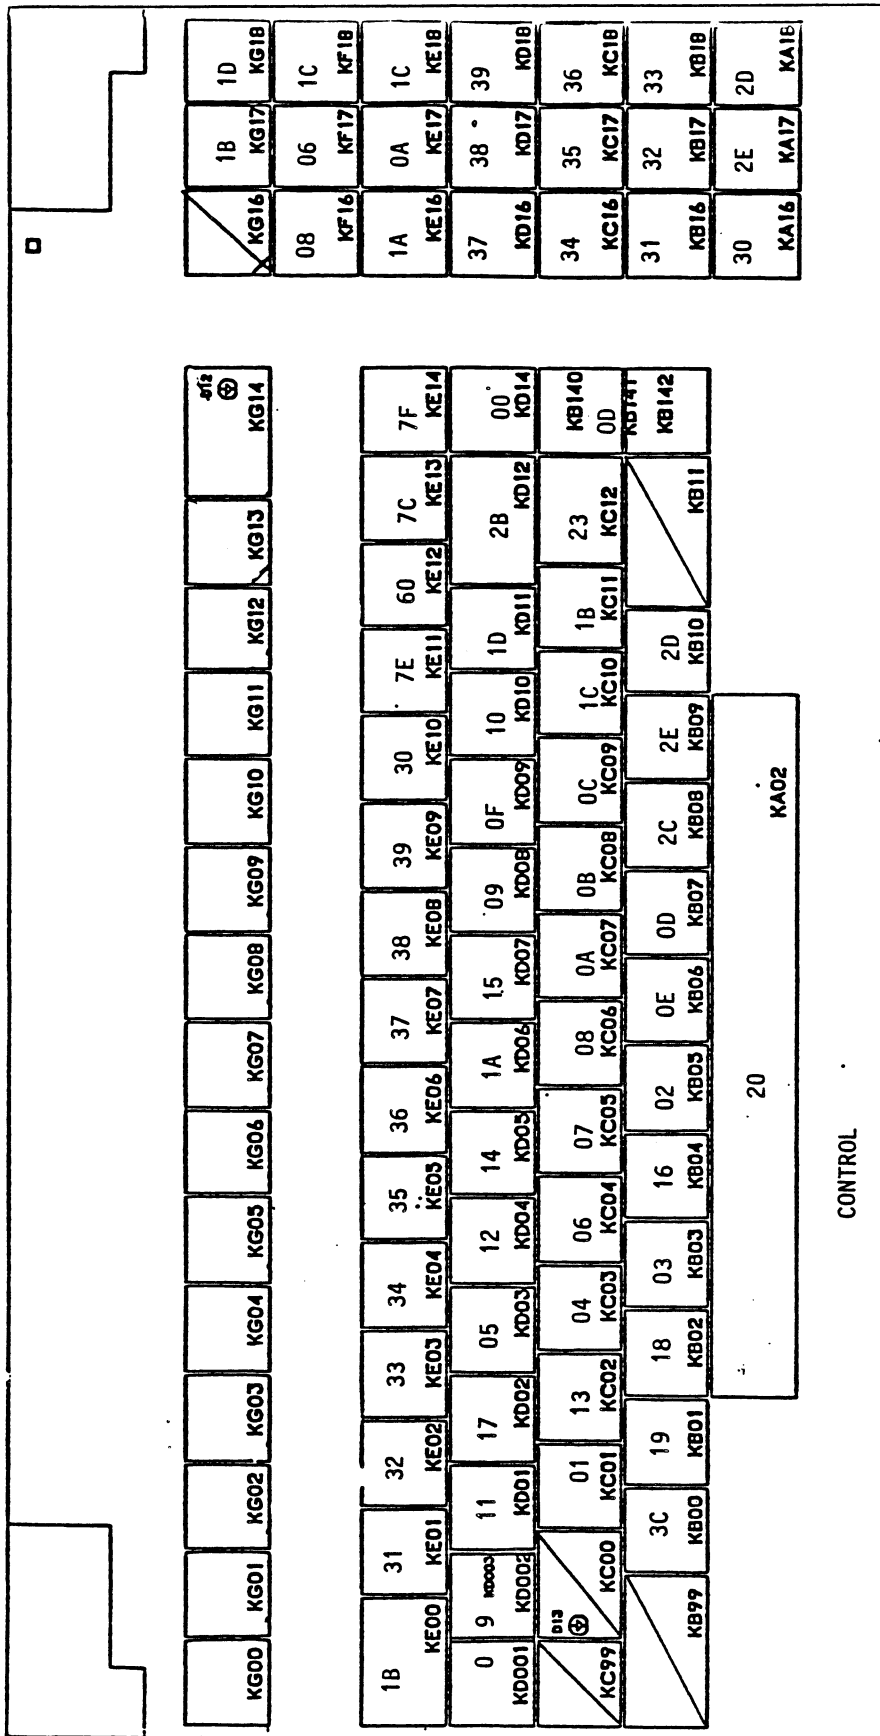 D12 1B 1D
KG00 KG01 KG02 KG03 KG04 KG05 KG06 KG07 KG08 KG09 KG10 KG11 KG12 KG13 KG14 KG16 KG17 KG18
08 06 1C
KF16 KF17 KF18
1B 31 32 33 34 35 36 37 38 39 30 7E 60 7C 7F 1A 0A 1C
KE00 KE01 KE02 KE03 KE04 KE05 KE06 KE07 KE08 KE09 KE10 KE11 KE12 KE13 KE14 KE16 KE17 KE18
0 9 KD003 11 17 05 12 14 1A 15 09 0F 10 1D 2B 00 37 38 39
KD001 KD002 KD01 KD02 KD03 KD04 KD05 KD06 KD07 KD08 KD09 KD10 KD11 KD12 KD14 KD16 KD17 KD18
D13 01 13 04 06 07 08 0A 0B 0C 1C 1B 23 KB140 0D 34 35 36
KC99 KC00 KC01 KC02 KC03 KC04 KC05 KC06 KC07 KC08 KC09 KC10 KC11 KC12 KC16 KC17 KC18
3C 19 18 03 16 02 0E 0D 2C 2E 2D KB141 31 32 33
KB99 KB00 KB01 KB02 KB03 KB04 KB05 KB06 KB07 KB08 KB09 KB10 KB11 KB142 KB16 KB17 KB18
20 30 2E 2D
KA02 KA16 KA17 KA18
CONTROL